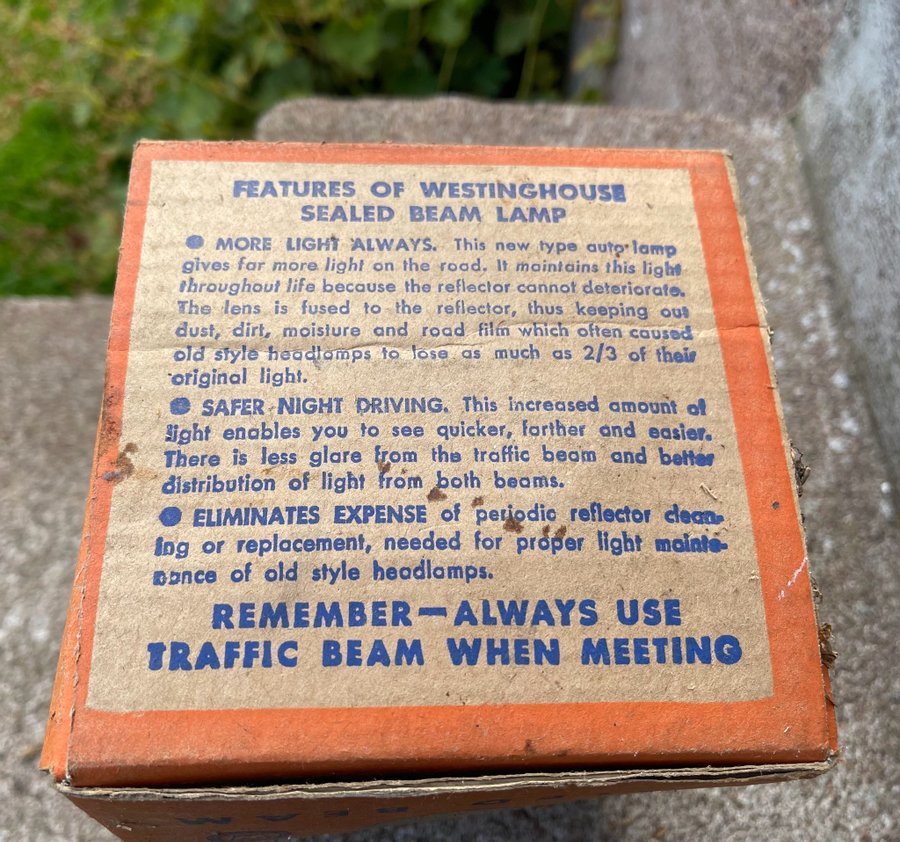 FEATURES OF WESTINGHOUSE
SEALED BEAM LAMP
● MORE LIGHT ALWAYS. This new type auto lamp
gives far more light on the road. It maintains this light
throughout life because the reflector cannot deteriorate.
The lens is fused to the reflector, thus keeping out
dust, dirt, moisture and road film which often caused
old style headlamps to lose as much as 2/3 of their
original light.
● SAFER NIGHT DRIVING. This increased amount of
light enables you to see quicker, farther and easier.
There is less glare from the traffic beam and better
distribution of light from both beams.
● ELIMINATES EXPENSE of periodic reflector clean-
ing or replacement, needed for proper light mainte-
nance of old style headlamps.
REMEMBER—ALWAYS USE
TRAFFIC BEAM WHEN MEETING